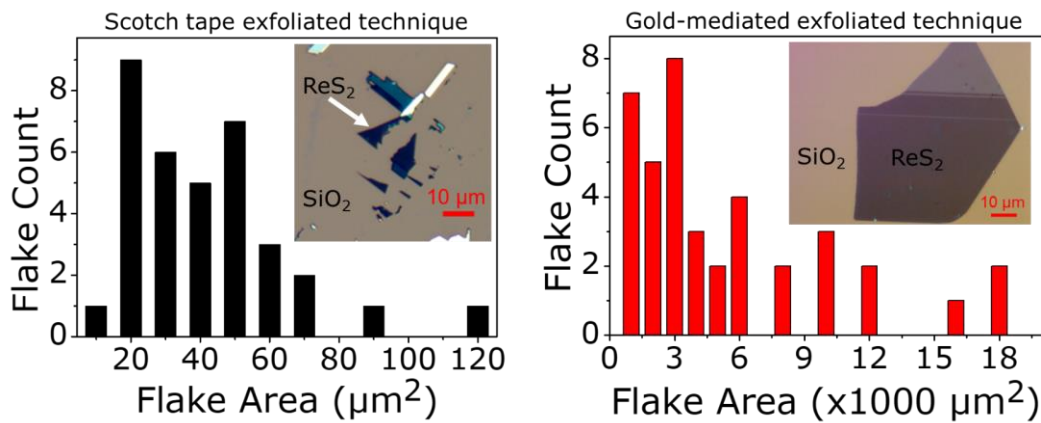 Scotch tape exfoliated technique
8
6
4
2
0
Flake Count
ReS₂
SiO₂
10 μm
20 40 60 80 100 120
Flake Area (μm²)
Gold-mediated exfoliated technique
8
6
4
2
0
Flake Count
SiO₂
ReS₂
10 μm
0 3 6 9 12 15 18
Flake Area (x1000 μm²)